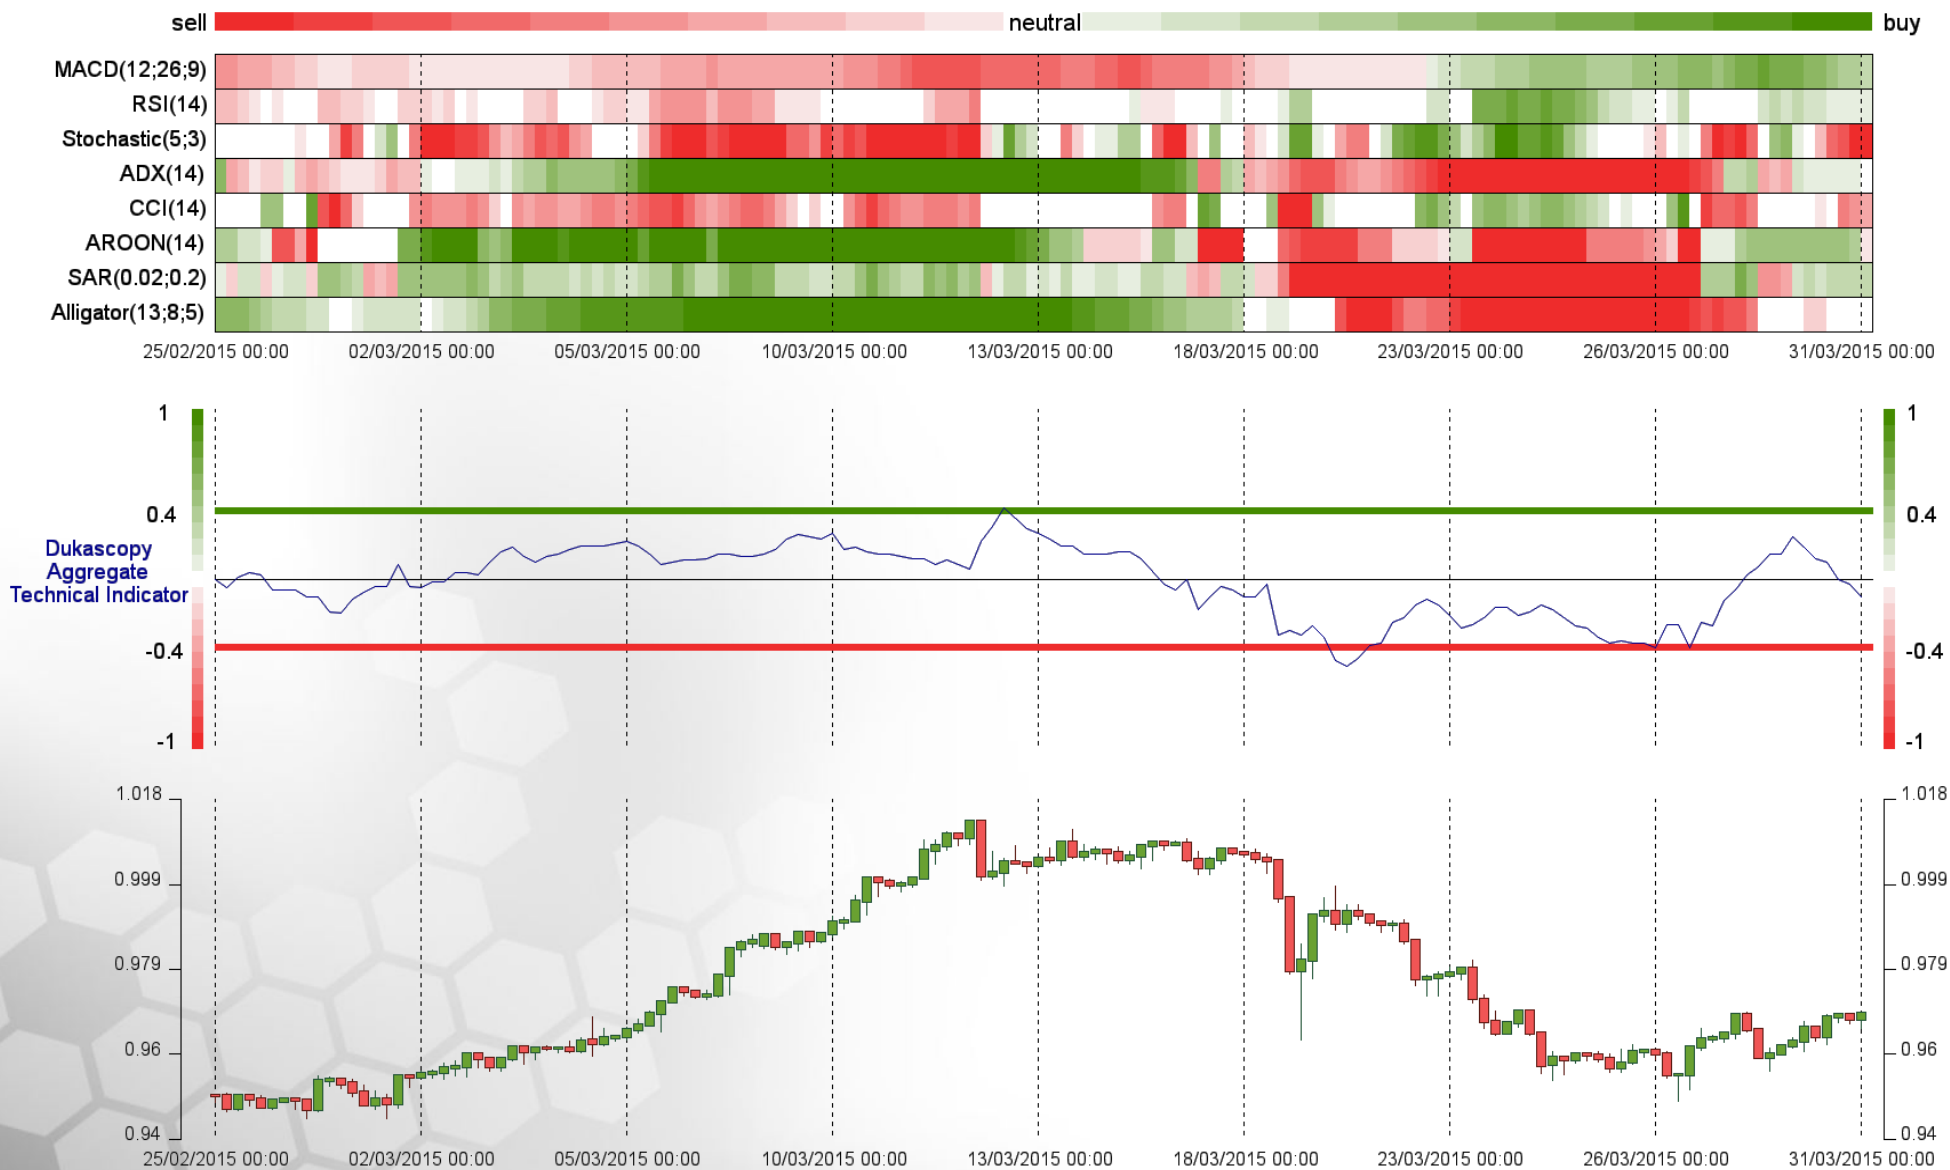 sell neutral buy
MACD(12;26;9)
RSI(14)
Stochastic(5;3)
ADX(14)
CCI(14)
AROON(14)
SAR(0.02;0.2)
Alligator(13;8;5)
25/02/2015 00:00 02/03/2015 00:00 05/03/2015 00:00 10/03/2015 00:00 13/03/2015 00:00 18/03/2015 00:00 23/03/2015 00:00 26/03/2015 00:00 31/03/2015 00:00
1 1
0.4 0.4
Dukascopy
Aggregate
Technical Indicator
-0.4 -0.4
-1 -1
1.018 1.018
0.999 0.999
0.979 0.979
0.96 0.96
0.94 0.94
25/02/2015 00:00 02/03/2015 00:00 05/03/2015 00:00 10/03/2015 00:00 13/03/2015 00:00 18/03/2015 00:00 23/03/2015 00:00 26/03/2015 00:00 31/03/2015 00:00